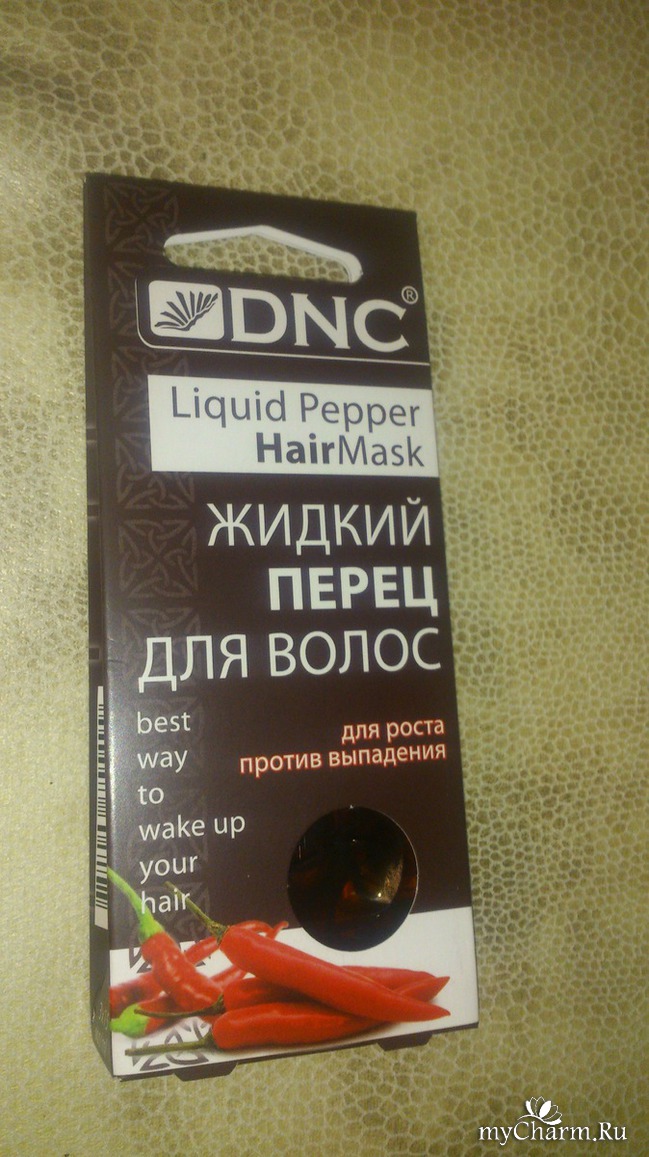 DNC®
Liquid Pepper
HairMask
ЖИДКИЙ
ПЕРЕЦ
ДЛЯ ВОЛОС
для роста
против выпадения
best
way
to
wake up
your
hair
myCharm.Ru